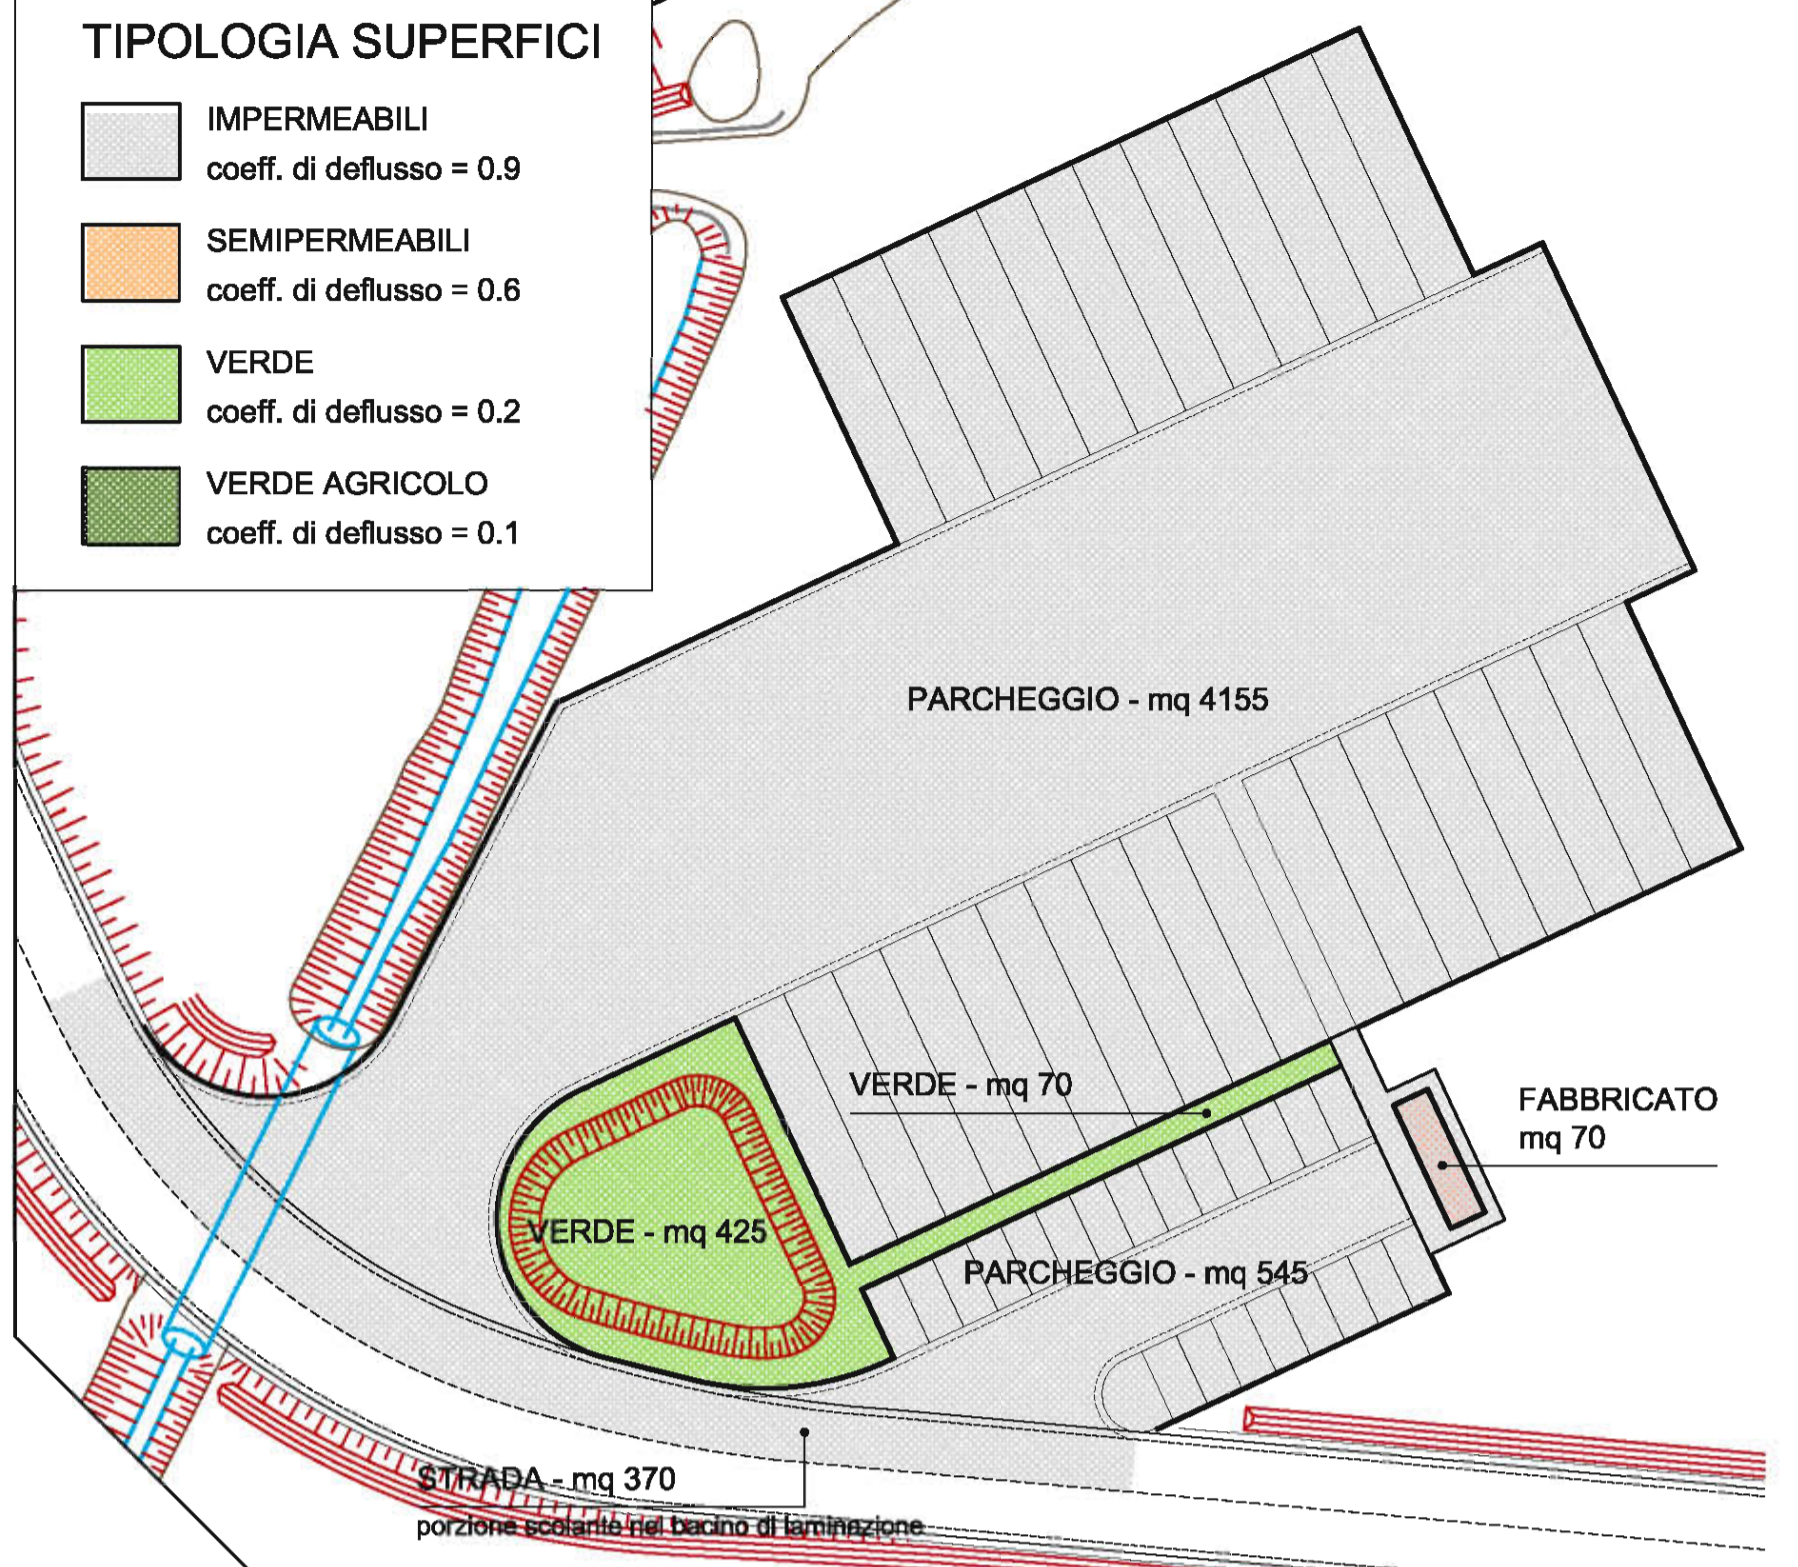 TIPOLOGIA SUPERFICI
IMPERMEABILI
coeff. di deflusso = 0.9
SEMIPERMEABILI
coeff. di deflusso = 0.6
VERDE
coeff. di deflusso = 0.2
VERDE AGRICOLO
coeff. di deflusso = 0.1
PARCHEGGIO - mq 4155
VERDE - mq 70
FABBRICATO
mq 70
VERDE - mq 425
PARCHEGGIO - mq 545
STRADA - mq 370
porzione scolante nel bacino di laminazione